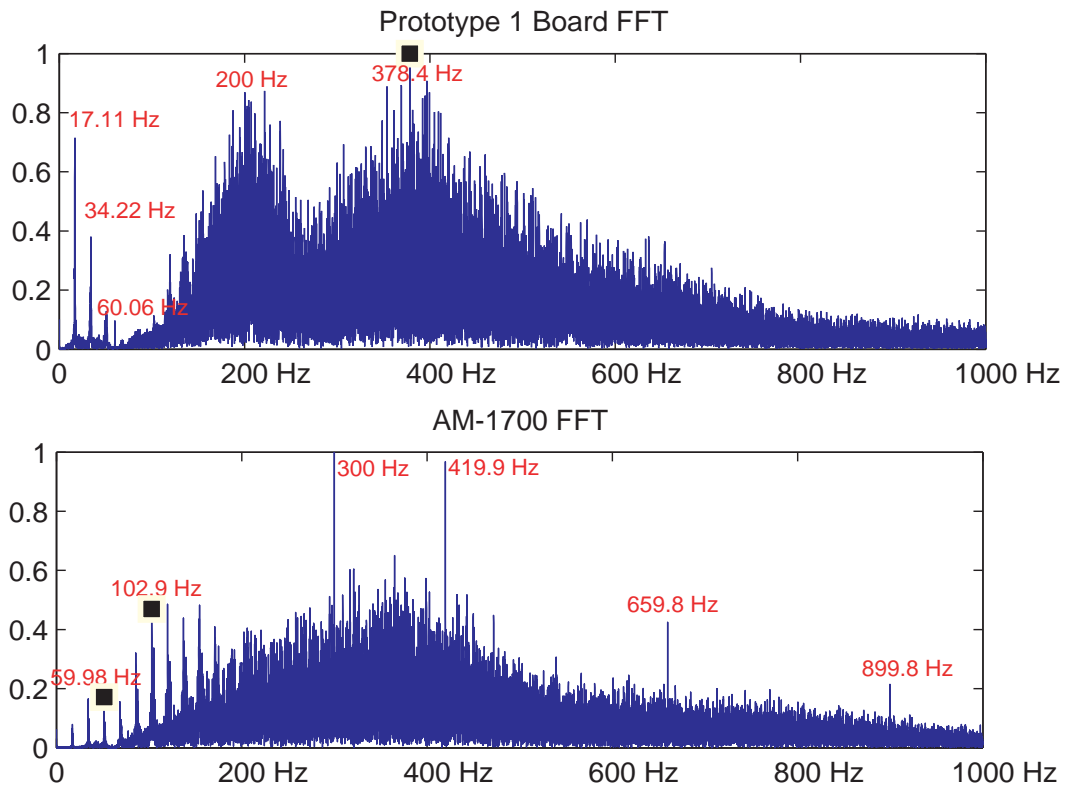 Prototype 1 Board FFT
1
200 Hz
378.4 Hz
0.8
17.11 Hz
0.6
34.22 Hz
0.4
0.2
60.06 Hz
0
0
200 Hz
400 Hz
600 Hz
800 Hz
1000 Hz
AM-1700 FFT
1
300 Hz
419.9 Hz
0.8
0.6
102.9 Hz
659.8 Hz
0.4
899.8 Hz
59.98 Hz
0.2
0
0
200 Hz
400 Hz
600 Hz
800 Hz
1000 Hz